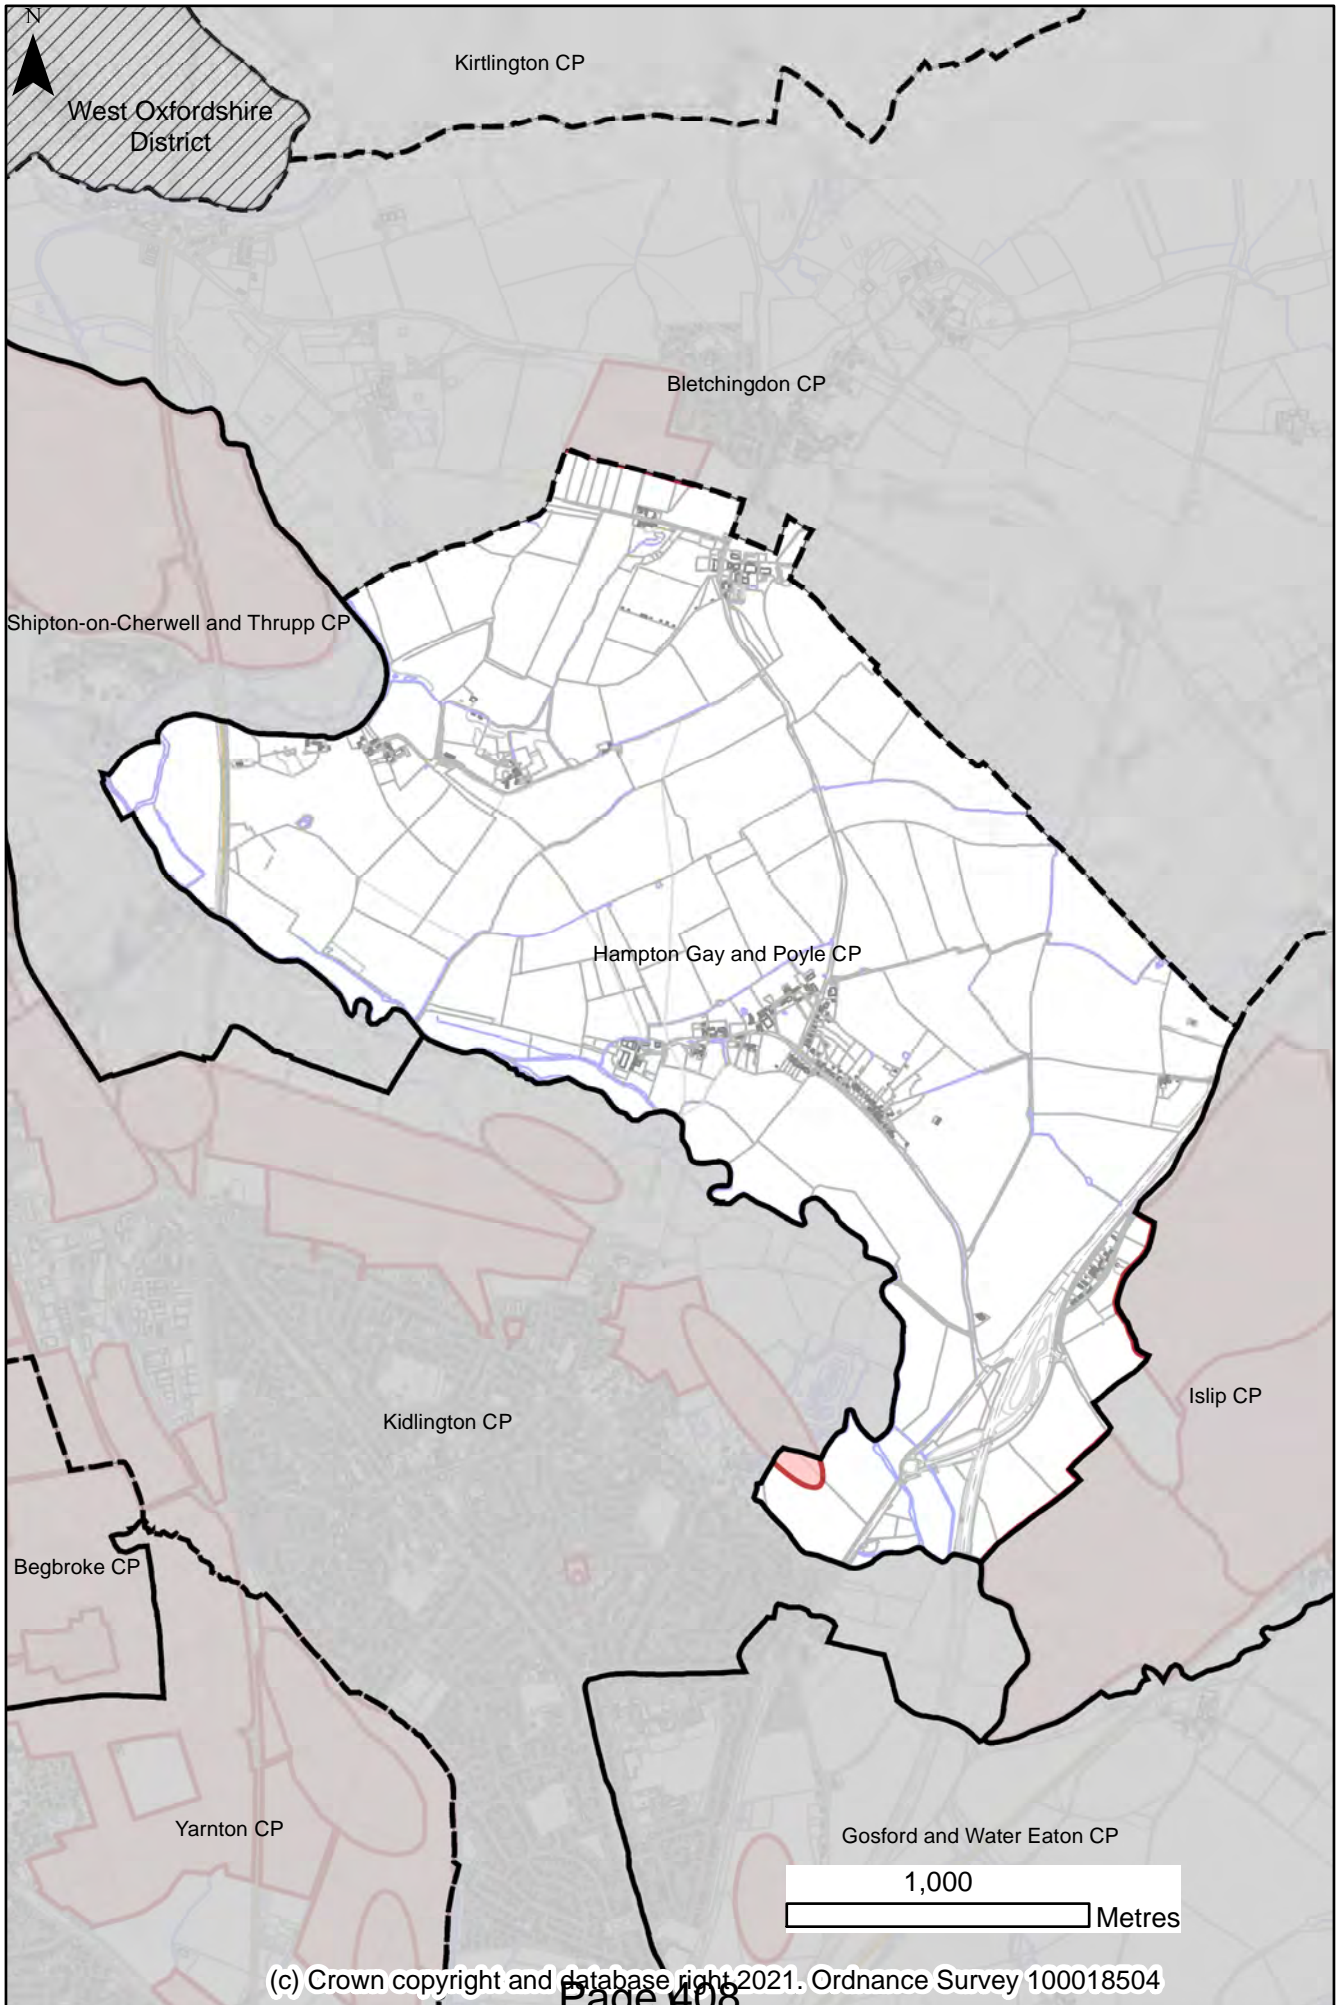 N
Kirtlington CP
West Oxfordshire
District
Bletchingdon CP
Shipton-on-Cherwell and Thrupp CP
Hampton Gay and Poyle CP
Islip CP
Kidlington CP
Begbroke CP
Yarnton CP
Gosford and Water Eaton CP
1,000
Metres
(c) Crown copyright and database right 2021. Ordnance Survey 100018504
Page 408